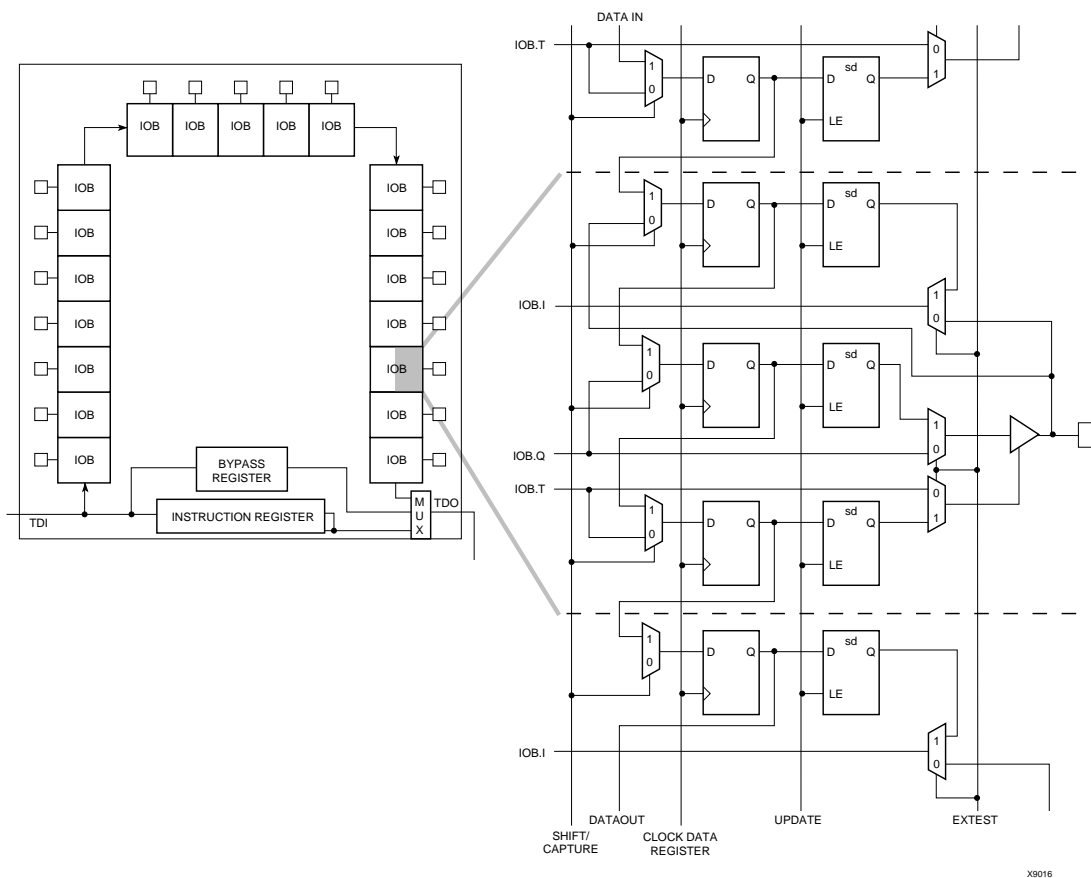 DATA IN
IOB.T
1
0
D Q
sd
D Q
LE
0
1
IOB IOB IOB IOB IOB
IOB
IOB
IOB
IOB
IOB
IOB
IOB
IOB
IOB
IOB
IOB
IOB
IOB
IOB
BYPASS
REGISTER
INSTRUCTION REGISTER
M
U
X
TDO
TDI
1
0
D Q
sd
D Q
LE
IOB.I
1
0
1
0
D Q
sd
D Q
LE
1
0
IOB.Q
IOB.T
0
1
1
0
D Q
sd
D Q
LE
1
0
D Q
sd
D Q
LE
IOB.I
1
0
SHIFT/
CAPTURE
DATAOUT
CLOCK DATA
REGISTER
UPDATE
EXTEST
X9016